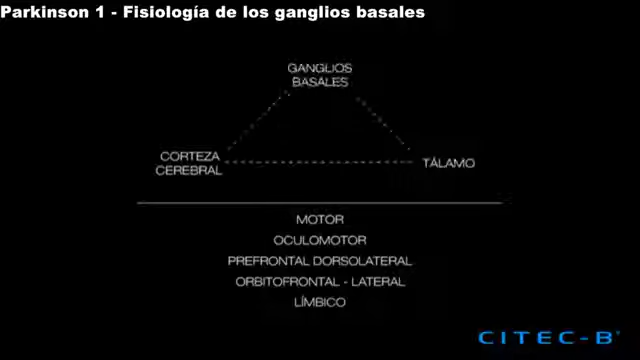 Parkinson 1 - Fisiología de los ganglios basales
GANGLIOS
BASALES
CORTEZA
CEREBRAL
TÁLAMO
MOTOR
OCULOMOTOR
PREFRONTAL DORSOLATERAL
ORBITOFRONTAL - LATERAL
LÍMBICO
CITEC-B